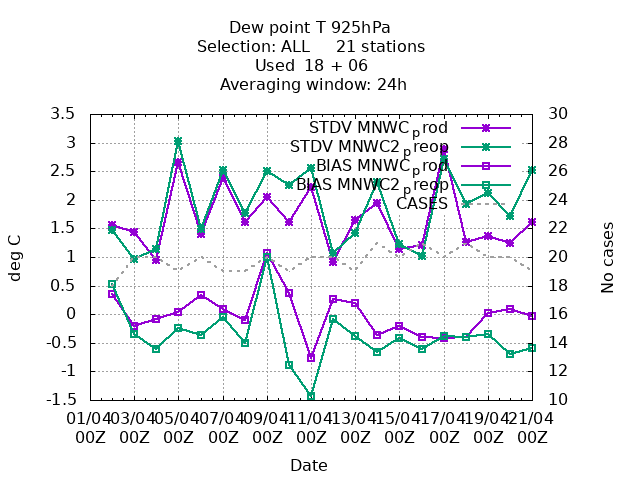 Dew point T 925hPa
Selection: ALL 21 stations
Used 18 + 06
Averaging window: 24h
3.5
3
2.5
2
1.5
1
0.5
0
-0.5
-1
-1.5
deg C
30
28
26
24
22
20
18
16
14
12
10
No cases
STDV MNWC_prod
STDV MNWC2_preop
BIAS MNWC_prod
BIAS MNWC2_preop
CASES
01/04 03/04 05/04 07/04 09/04 11/04 13/04 15/04 17/04 19/04 21/04
00Z 00Z 00Z 00Z 00Z 00Z 00Z 00Z 00Z 00Z 00Z
Date